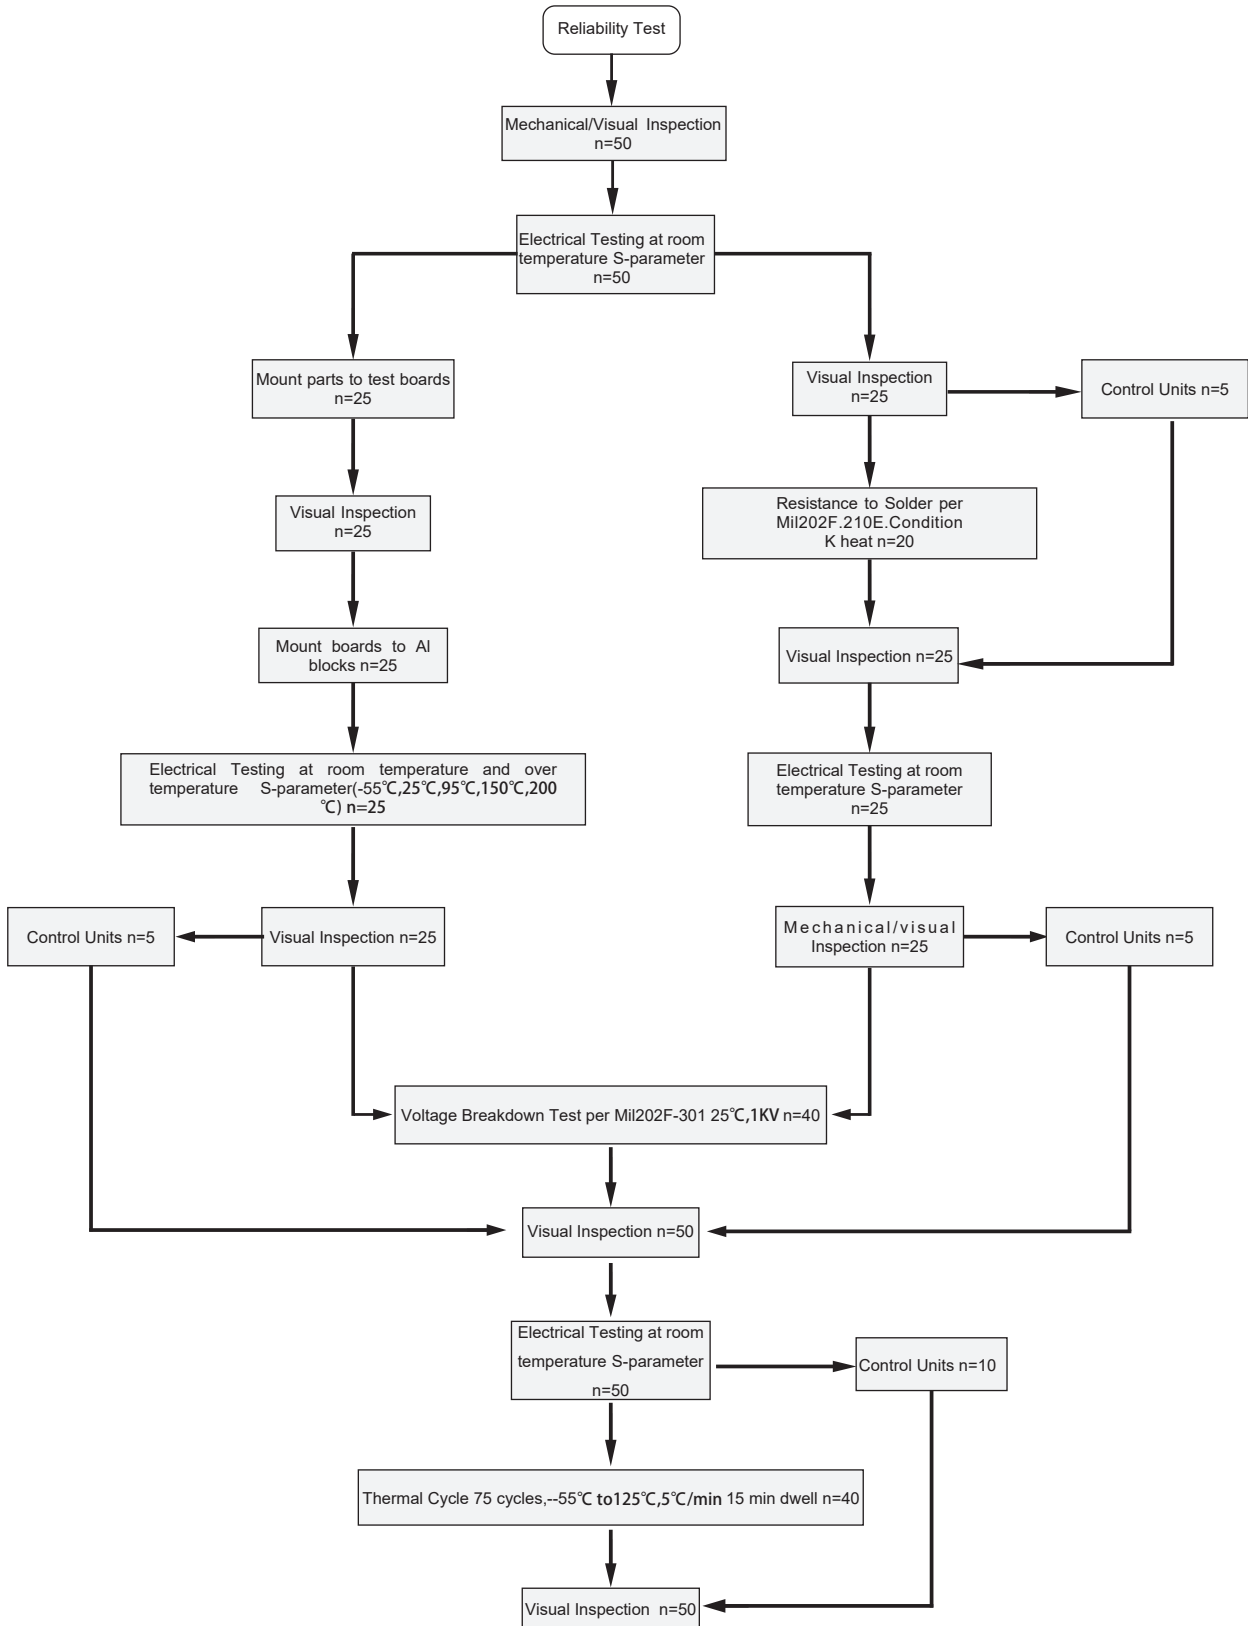 Reliability Test
Mechanical/Visual Inspection
n=50
Electrical Testing at room
temperature S-parameter
n=50
Mount parts to test boards
n=25
Visual Inspection
n=25
Control Units n=5
Visual Inspection
n=25
Resistance to Solder per
Mil202F.210E.Condition
K heat n=20
Mount boards to Al
blocks n=25
Visual Inspection n=25
Electrical Testing at room temperature and over
temperature S-parameter(-55℃,25℃,95℃,150℃,200
℃) n=25
Electrical Testing at room
temperature S-parameter
n=25
Control Units n=5
Visual Inspection n=25
Mechanical/visual
Inspection n=25
Control Units n=5
Voltage Breakdown Test per Mil202F-301 25℃,1KV n=40
Visual Inspection n=50
Electrical Testing at room
temperature S-parameter
n=50
Control Units n=10
Thermal Cycle 75 cycles,--55℃ to125℃,5℃/min 15 min dwell n=40
Visual Inspection n=50